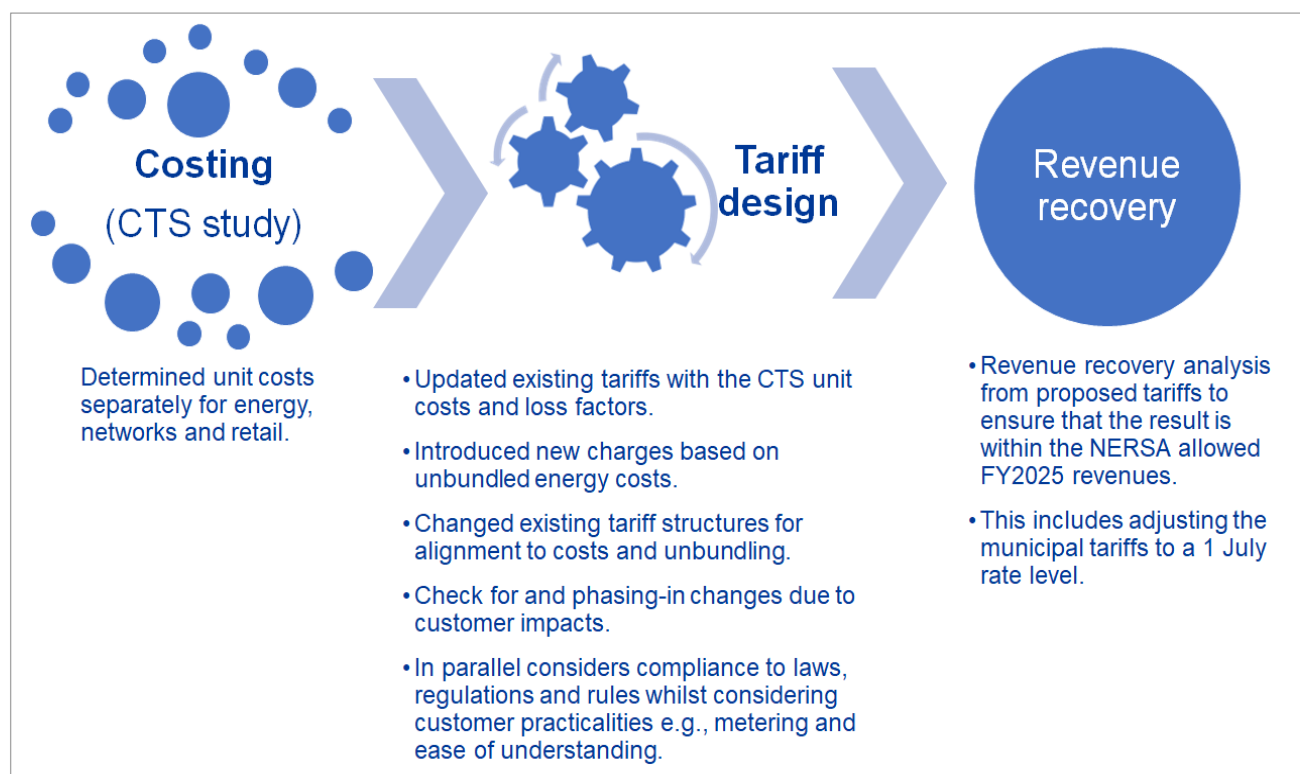 Costing
(CTS study)
Determined unit costs
separately for energy,
networks and retail.
Tariff
design
• Updated existing tariffs with the CTS unit
costs and loss factors.
• Introduced new charges based on
unbundled energy costs.
• Changed existing tariff structures for
alignment to costs and unbundling.
• Check for and phasing-in changes due to
customer impacts.
• In parallel considers compliance to laws,
regulations and rules whilst considering
customer practicalities e.g., metering and
ease of understanding.
Revenue
recovery
• Revenue recovery analysis
from proposed tariffs to
ensure that the result is
within the NERSA allowed
FY2025 revenues.
• This includes adjusting the
municipal tariffs to a 1 July
rate level.